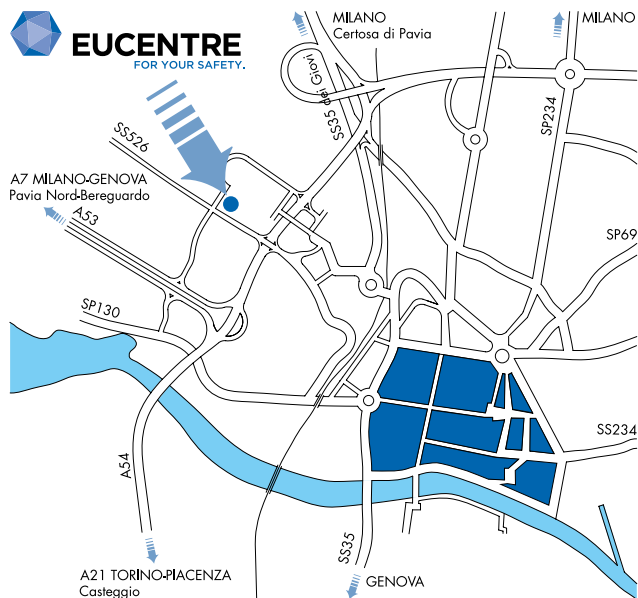 EUCENTRE
FOR YOUR SAFETY.
MILANO
Certosa di Pavia
MILANO
SS35 dei Giovi
SP234
SS526
A7 MILANO-GENOVA
Pavia Nord-Bereguardo
A53
SP69
SP130
SS234
A54
SS35
A21 TORINO-PIACENZA
Casteggio
GENOVA